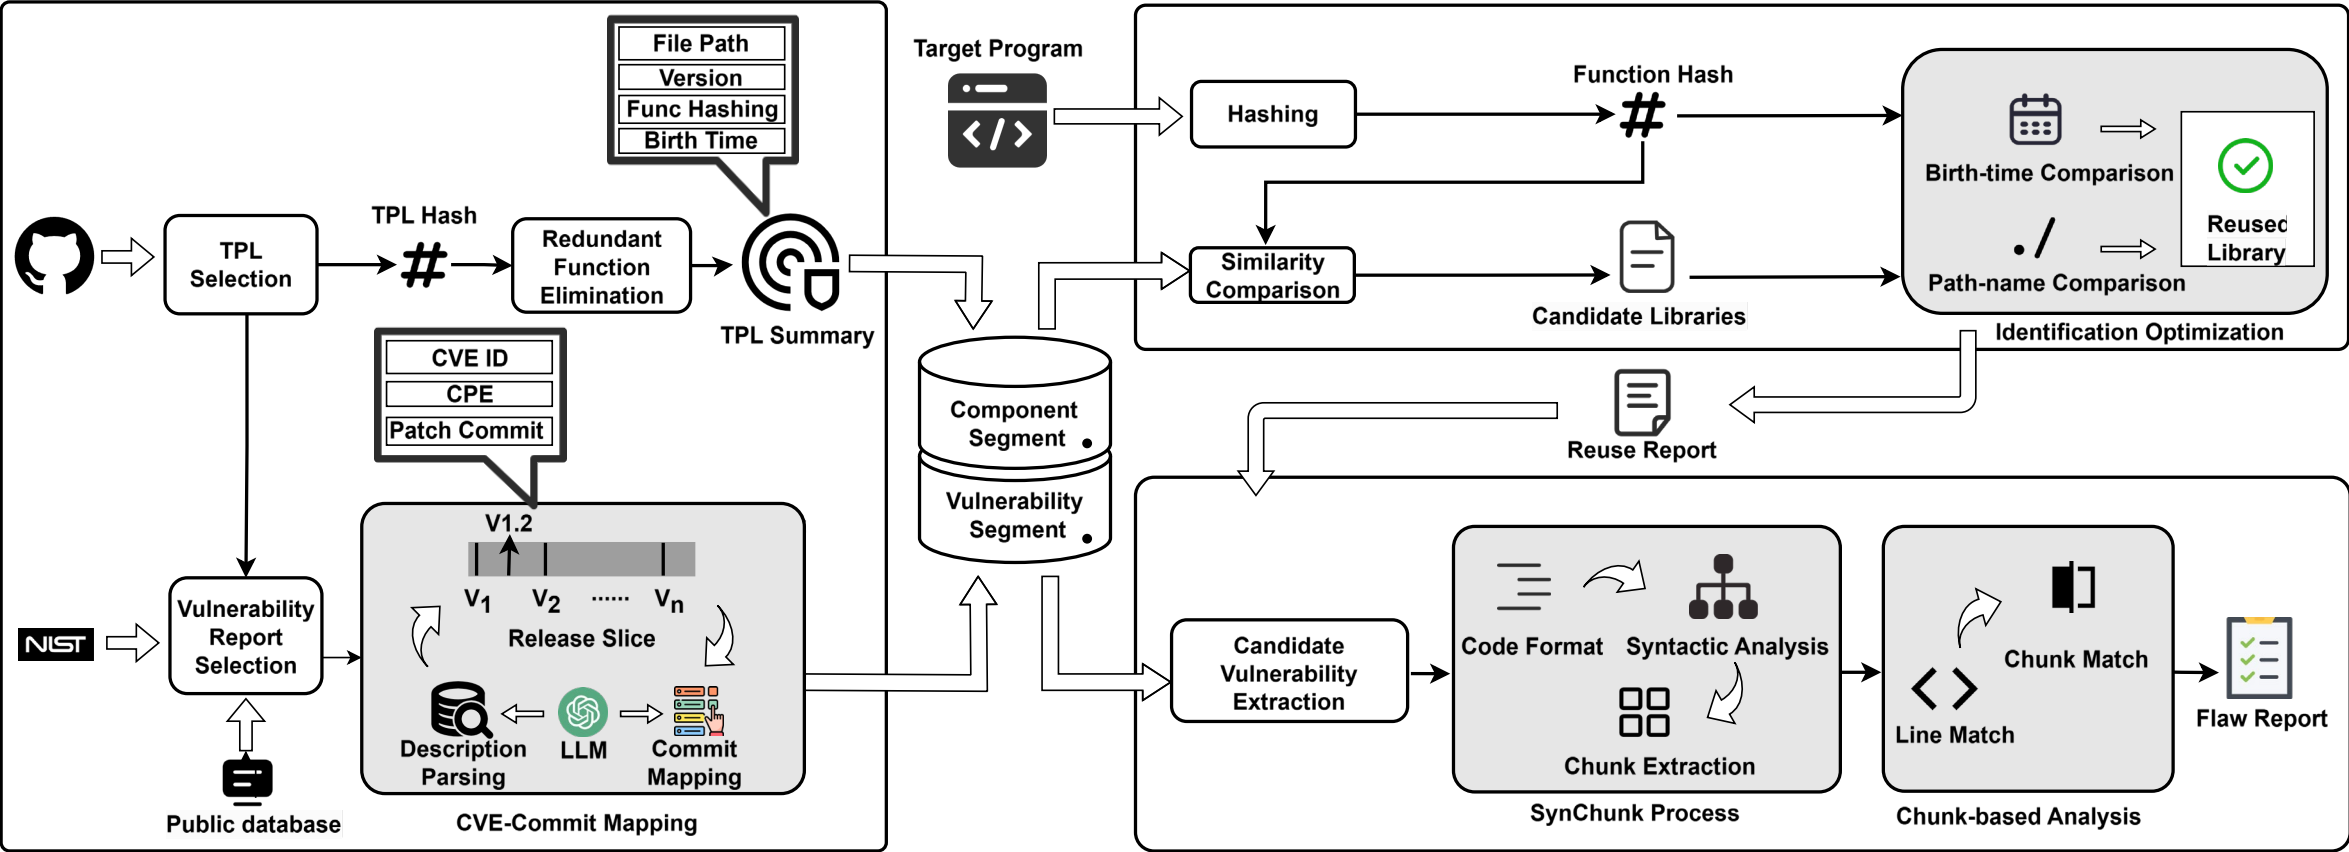 File Path
Version
Func Hashing
Birth Time
TPL
Selection
TPL Hash
Redundant
Function
Elimination
TPL Summary
CVE ID
CPE
Patch Commit
NIST
Vulnerability
Report
Selection
Public database
V1.2
V1
V2
......
Vn
Release Slice
Description
Parsing
LLM
Commit
Mapping
CVE-Commit Mapping
Target Program
Component
Segment
Vulnerability
Segment
Hashing
Function Hash
Similarity
Comparison
Candidate Libraries
Birth-time Comparison
./
Path-name Comparison
Reused
Library
Identification Optimization
Reuse Report
Candidate
Vulnerability
Extraction
Code Format
Syntactic Analysis
Chunk Extraction
SynChunk Process
Line Match
Chunk Match
Chunk-based Analysis
Flaw Report